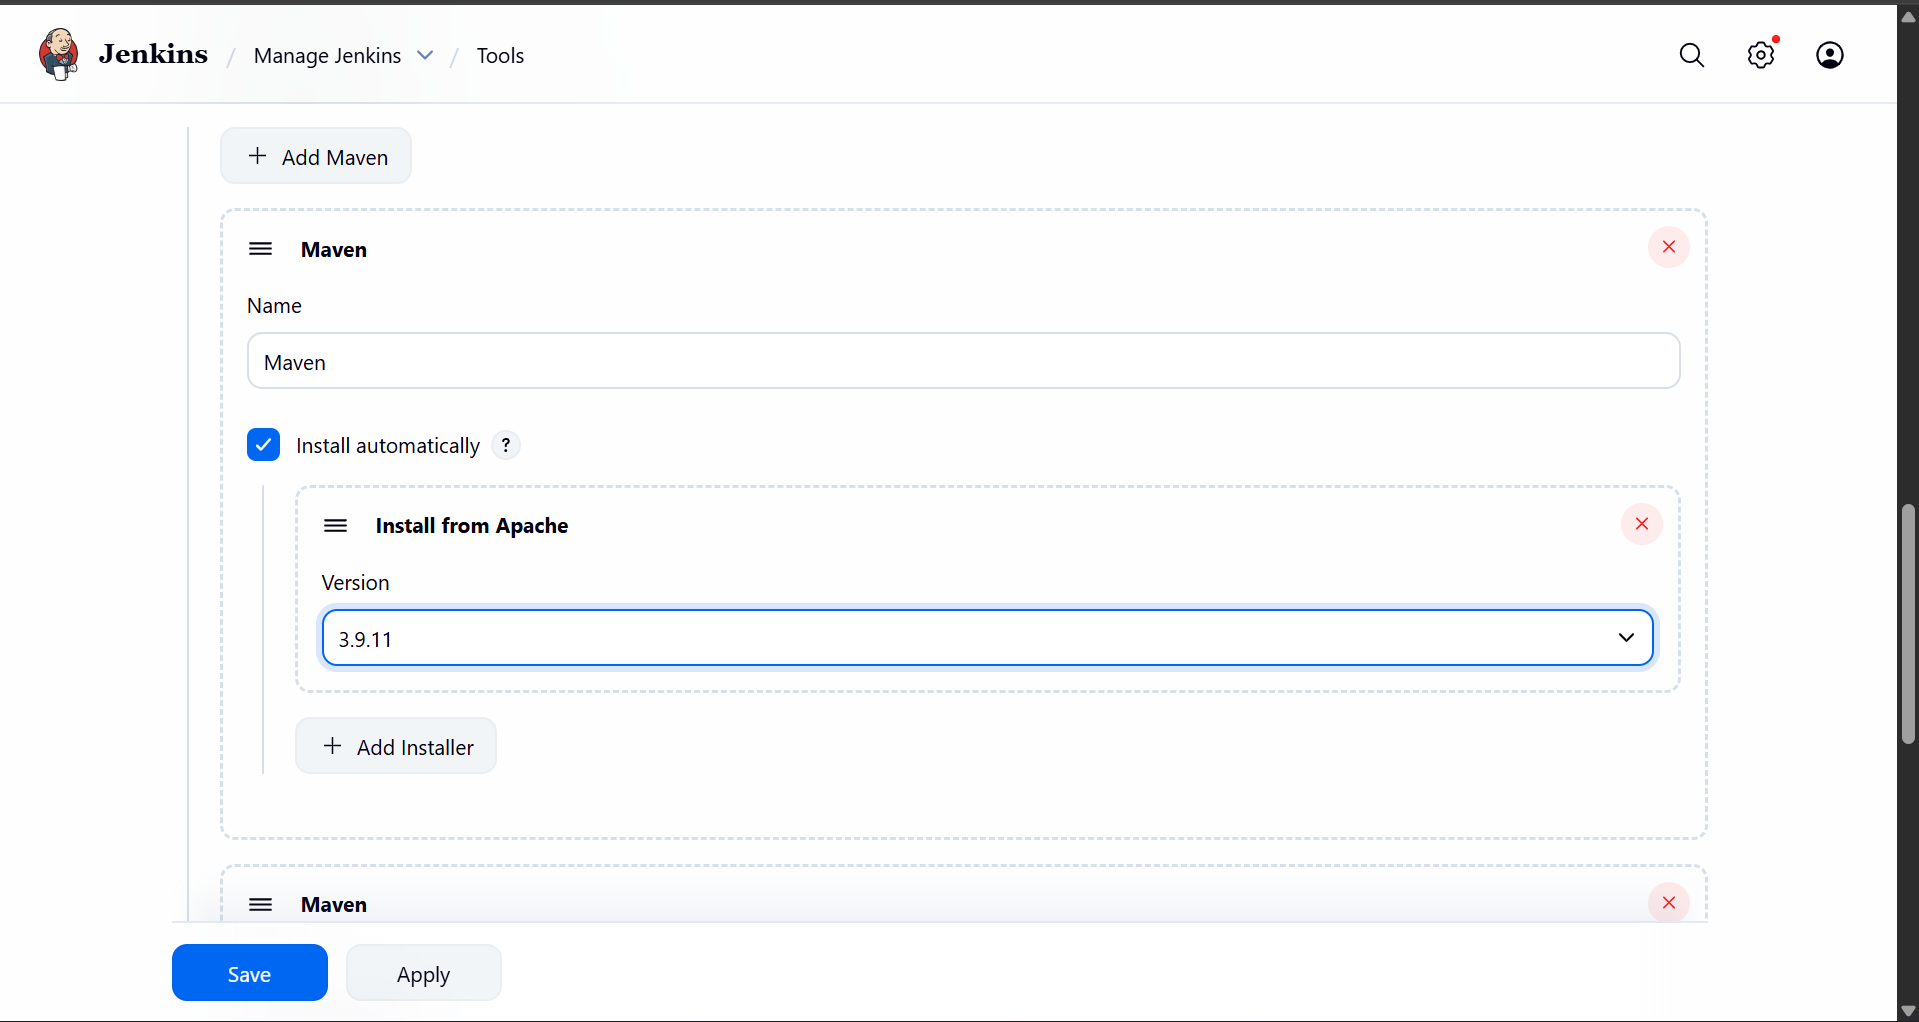 Jenkins / Manage Jenkins / Tools
+ Add Maven
Maven
Name
Maven
Install automatically ?
Install from Apache
Version
3.9.11
+ Add Installer
Maven
Save Apply